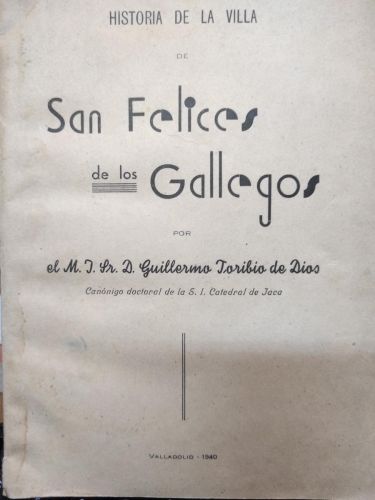 HISTORIA DE LA VILLA
DE
San Felices
de los Gallegos
POR
el M. I. Sr. D. Guillermo Toribio de Dios
Canónigo doctoral de la S. I. Catedral de Jaca
VALLADOLID - 1940